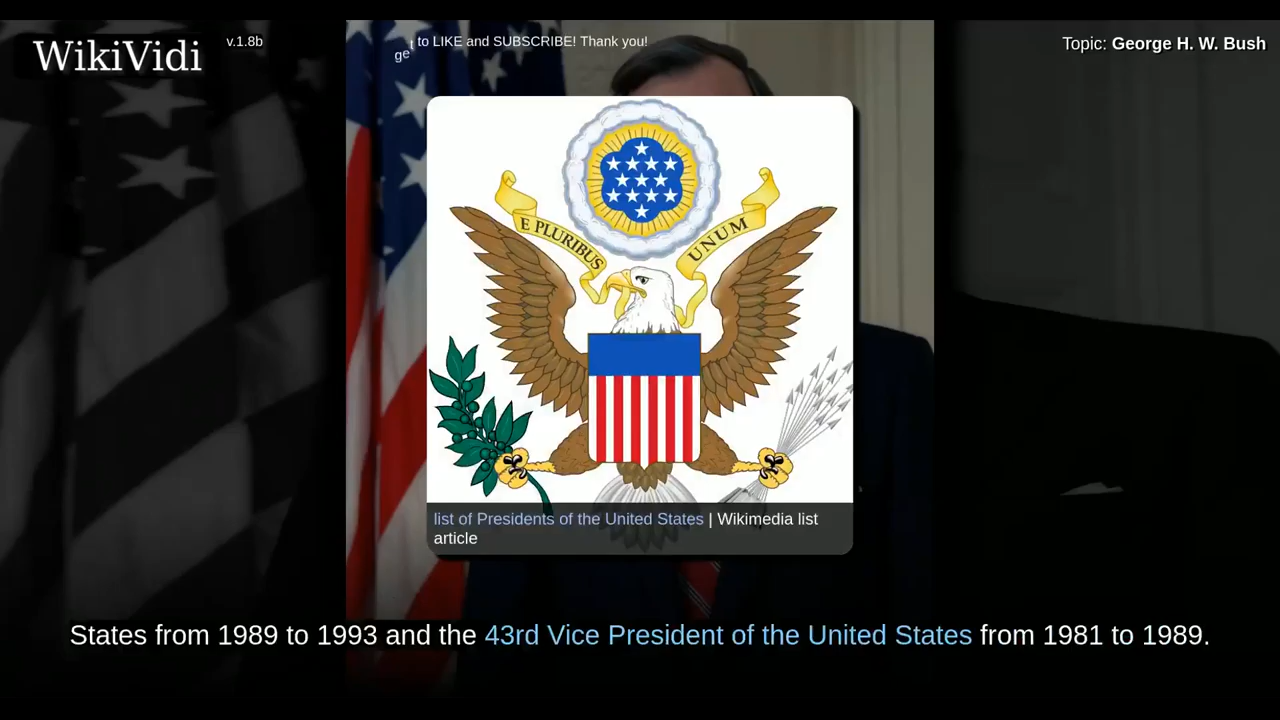 WikiVidi
v.1.8b
get to LIKE and SUBSCRIBE! Thank you!
Topic: George H. W. Bush
E PLURIBUS UNUM
list of Presidents of the United States | Wikimedia list
article
States from 1989 to 1993 and the 43rd Vice President of the United States from 1981 to 1989.